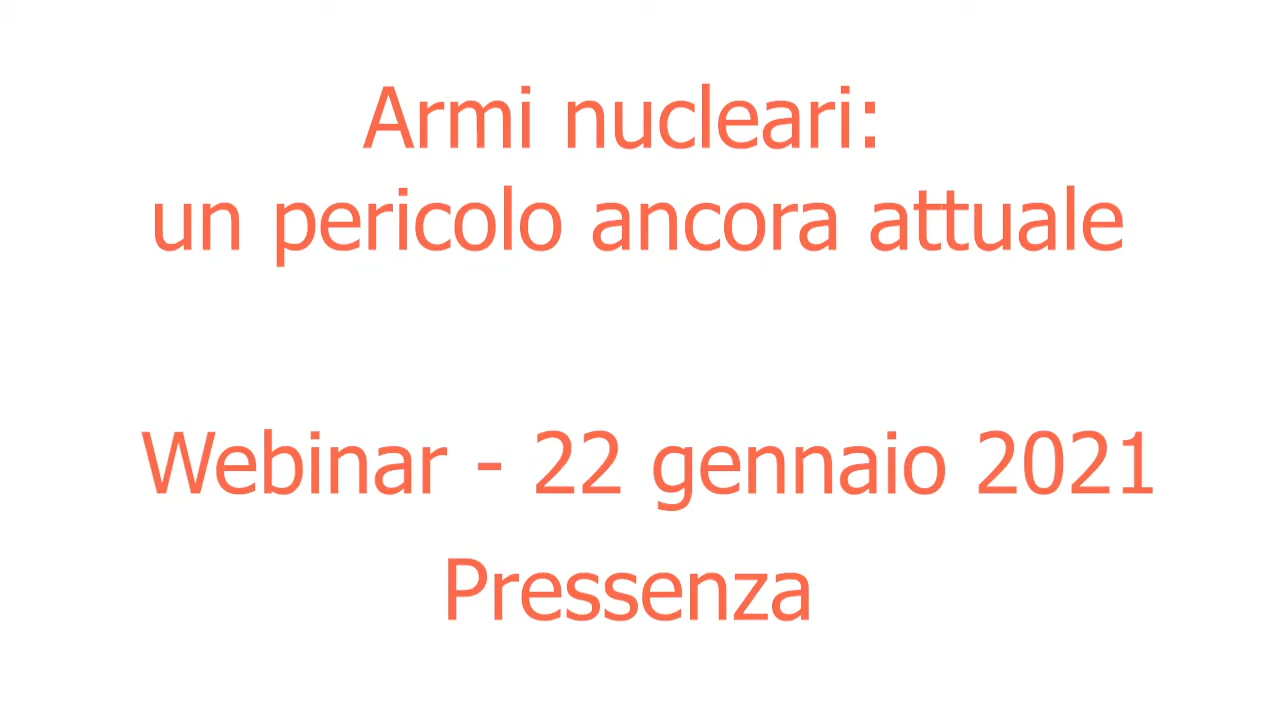 Armi nucleari:
un pericolo ancora attuale
Webinar - 22 gennaio 2021
Pressenza